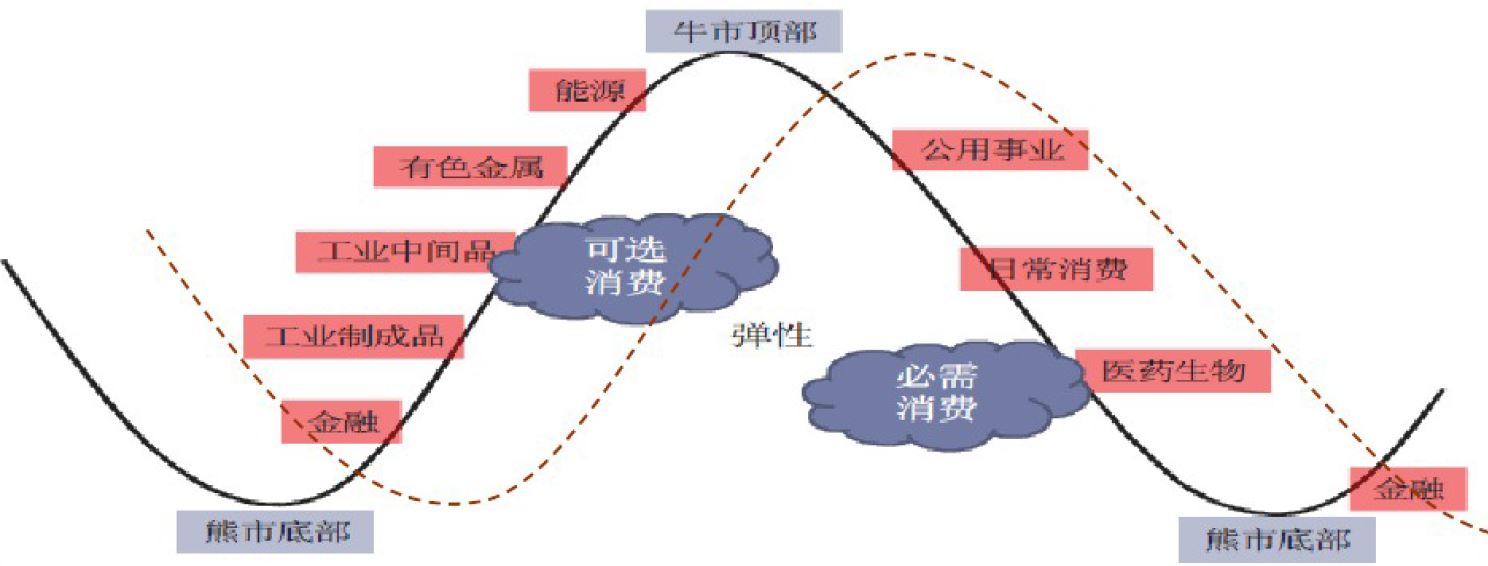 牛市顶部
能源
公用事业
有色金属
可选
消费
工业中间品
日常消费
工业制成品
弹性
必需
消费
医药生物
金融
金融
熊市底部
熊市底部